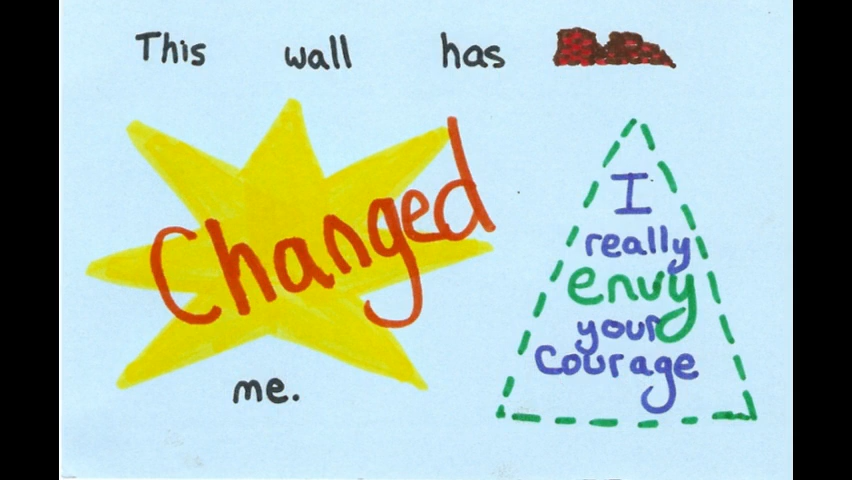 This wall has
Changed
me.
I
really
envy
your
Courage